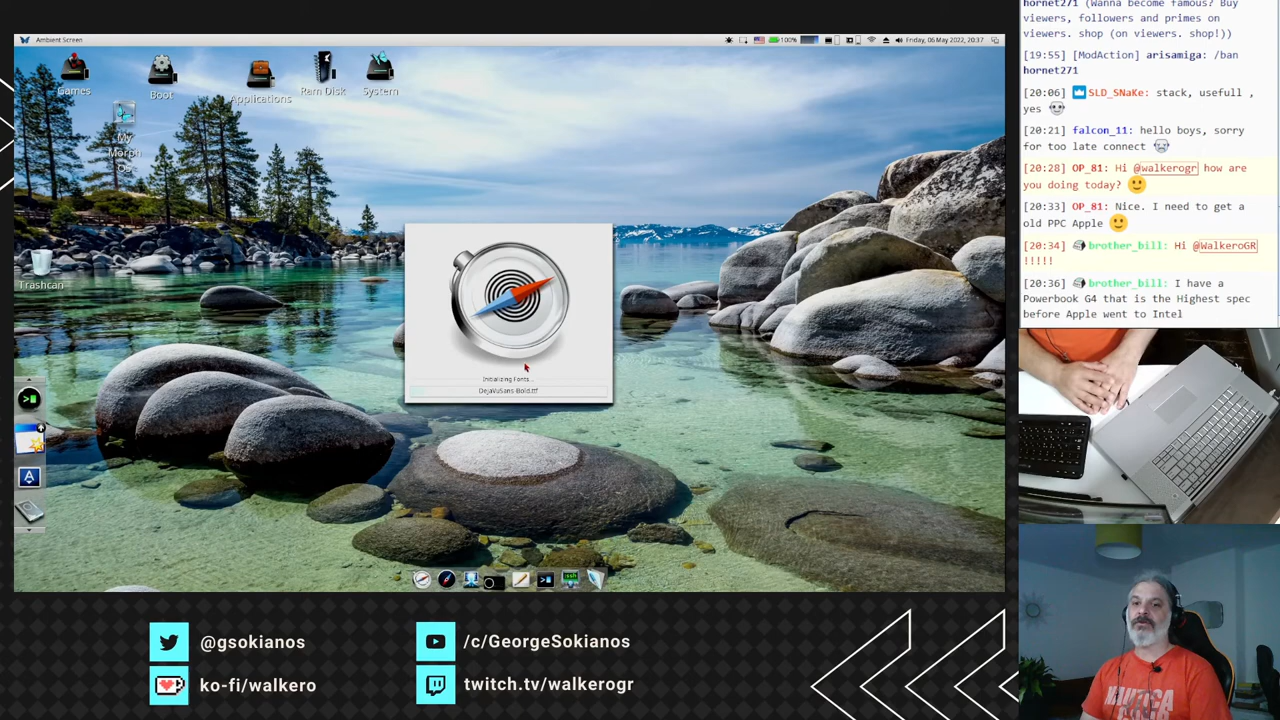 Ambient Screen
100%
Friday, 06 May 2022, 20:37
Games
Boot
Applications
Ram Disk
System
My
Morph
Os
Trashcan
Initializing Fonts...
DejaVuSans-Bold.ttf
hornet271 (Wanna become famous? Buy
viewers, followers and primes on
viewers. shop (on viewers. shop!))
[19:55] [ModAction] arisamiga: /ban
hornet271
[20:06] SLD_SNaKe: stack, usefull ,
yes
[20:21] falcon_11: hello boys, sorry
for too late connect
[20:28] OP_81: Hi @walkerogr how are
you doing today?
[20:33] OP_81: Nice. I need to get a
old PPC Apple
[20:34] brother_bill: Hi @WalkeroGR
!!!!!
[20:36] brother_bill: I have a
Powerbook G4 that is the Highest spec
before Apple went to Intel
@gsokianos
/c/GeorgeSokianos
ko-fi/walkero
twitch.tv/walkerogr